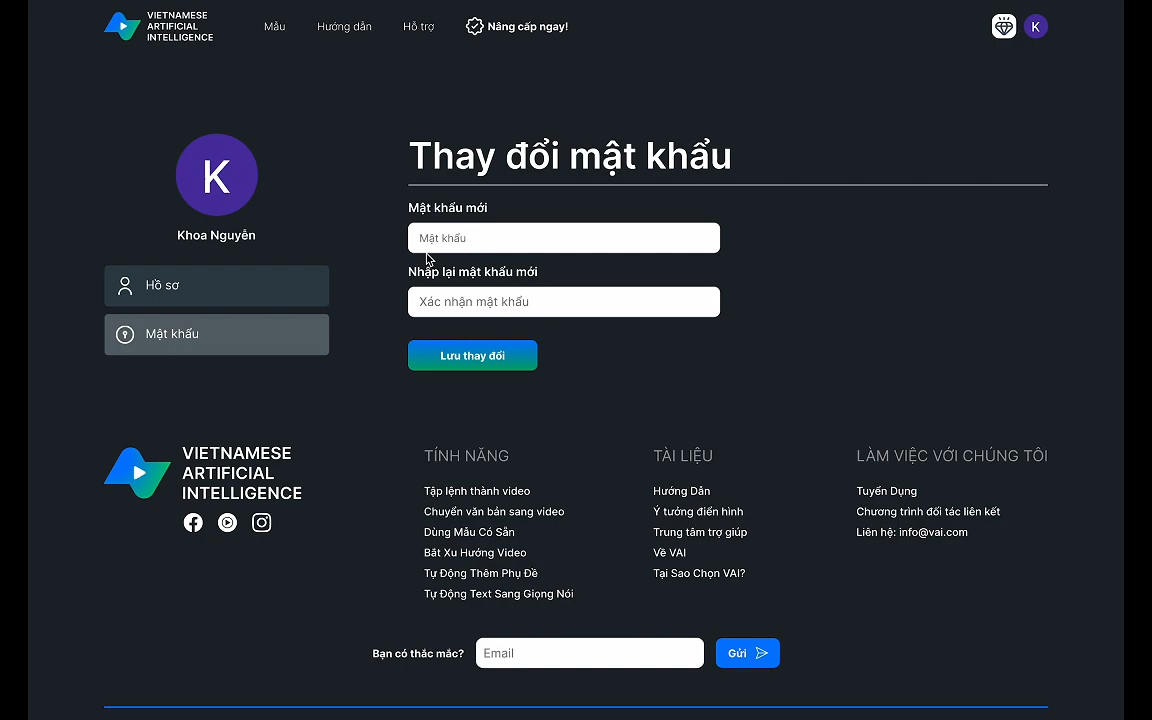 VIETNAMESE
ARTIFICIAL
INTELLIGENCE
Mẫu
Hướng dẫn
Hỗ trợ
Nâng cấp ngay!
K
K
Khoa Nguyễn
Hồ sơ
Mật khẩu
Thay đổi mật khẩu
Mật khẩu mới
Mật khẩu
Nhập lại mật khẩu mới
Xác nhận mật khẩu
Lưu thay đổi
VIETNAMESE
ARTIFICIAL
INTELLIGENCE
TÍNH NĂNG
Tập lệnh thành video
Chuyển văn bản sang video
Dùng Mẫu Có Sẵn
Bắt Xu Hướng Video
Tự Động Thêm Phụ Đề
Tự Động Text Sang Giọng Nói
TÀI LIỆU
Hướng Dẫn
Ý tưởng điển hình
Trung tâm trợ giúp
Về VAI
Tại Sao Chọn VAI?
LÀM VIỆC VỚI CHÚNG TÔI
Tuyển Dụng
Chương trình đối tác liên kết
Liên hệ: info@vai.com
Bạn có thắc mắc?
Email
Gửi